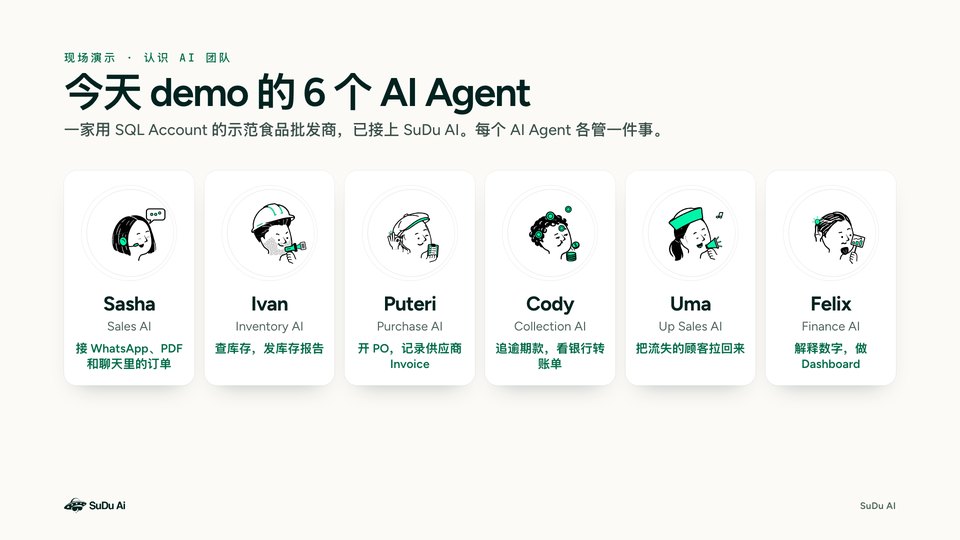 现场演示 · 认识 AI 团队
今天 demo 的 6 个 AI Agent
一家用 SQL Account 的示范食品批发商，已接上 SuDu AI。每个 AI Agent 各管一件事。
Sasha
Sales AI
接 WhatsApp、PDF
和聊天里的订单
Ivan
Inventory AI
查库存，发库存报告
Puteri
Purchase AI
开 PO，记录供应商
Invoice
Cody
Collection AI
追逾期款，看银行转
账单
Uma
Up Sales AI
把流失的顾客拉回来
Felix
Finance AI
解释数字，做
Dashboard
SuDu Ai
SuDu AI